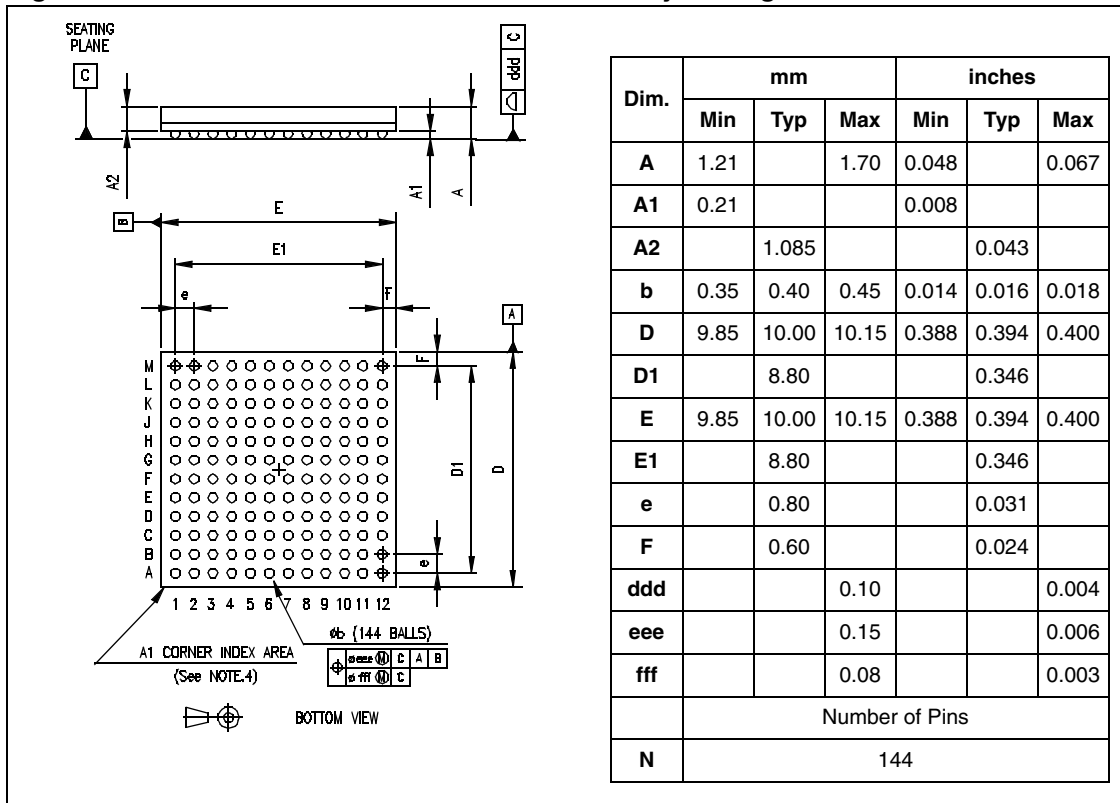 SEATING
PLANE
C
ddd C
A2
A1
A
B
E
E1
e
F
A
F
M
L
K
J
H
G
F
E
D
C
B
A
D1
D
e
1 2 3 4 5 6 7 8 9 10 11 12
A1 CORNER INDEX AREA
(See NOTE.4)
øb (144 BALLS)
ø eee M C A B
ø fff M C
BOTTOM VIEW
Dim. mm inches
Min Typ Max Min Typ Max
A 1.21 1.70 0.048 0.067
A1 0.21 0.008
A2 1.085 0.043
b 0.35 0.40 0.45 0.014 0.016 0.018
D 9.85 10.00 10.15 0.388 0.394 0.400
D1 8.80 0.346
E 9.85 10.00 10.15 0.388 0.394 0.400
E1 8.80 0.346
e 0.80 0.031
F 0.60 0.024
ddd 0.10 0.004
eee 0.15 0.006
fff 0.08 0.003
Number of Pins
N 144